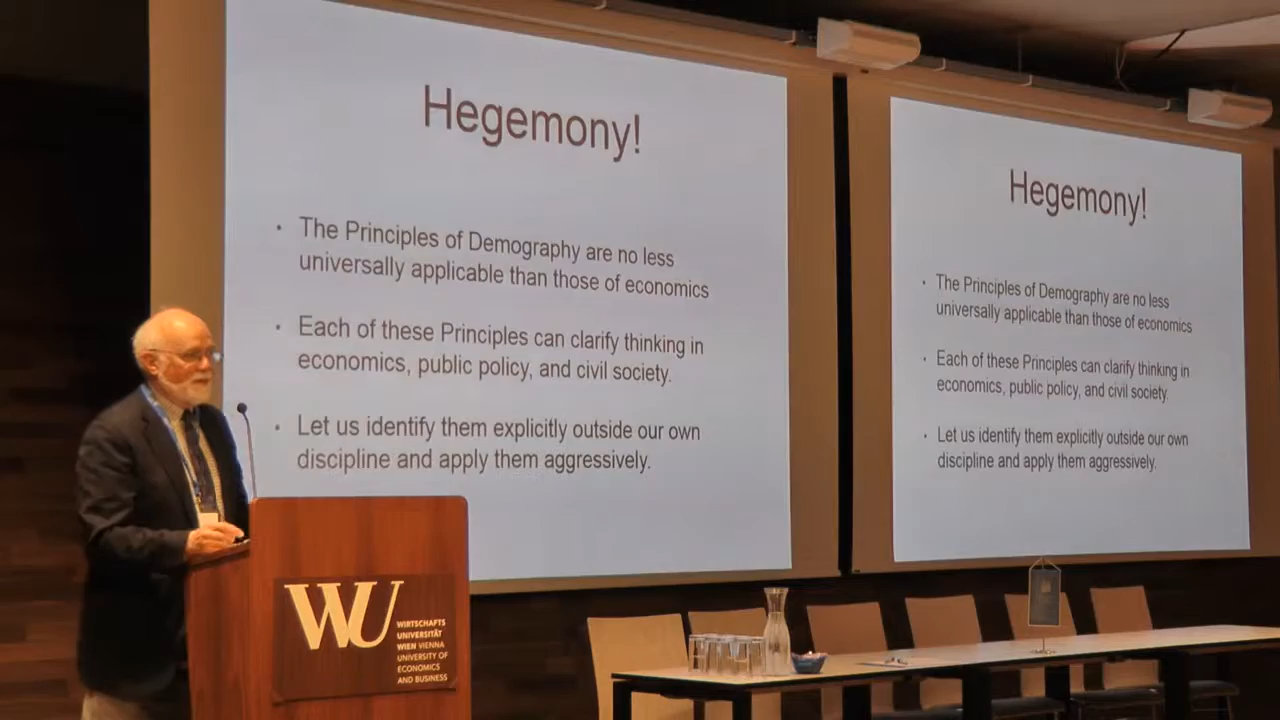 Hegemony!
• The Principles of Demography are no less
universally applicable than those of economics
• Each of these Principles can clarify thinking in
economics, public policy, and civil society.
• Let us identify them explicitly outside our own
discipline and apply them aggressively.
Hegemony!
• The Principles of Demography are no less
universally applicable than those of economics
• Each of these Principles can clarify thinking in
economics, public policy, and civil society.
• Let us identify them explicitly outside our own
discipline and apply them aggressively.
WU
WIRTSCHAFTS
UNIVERSITÄT
WIEN VIENNA
UNIVERSITY OF
ECONOMICS
AND BUSINESS